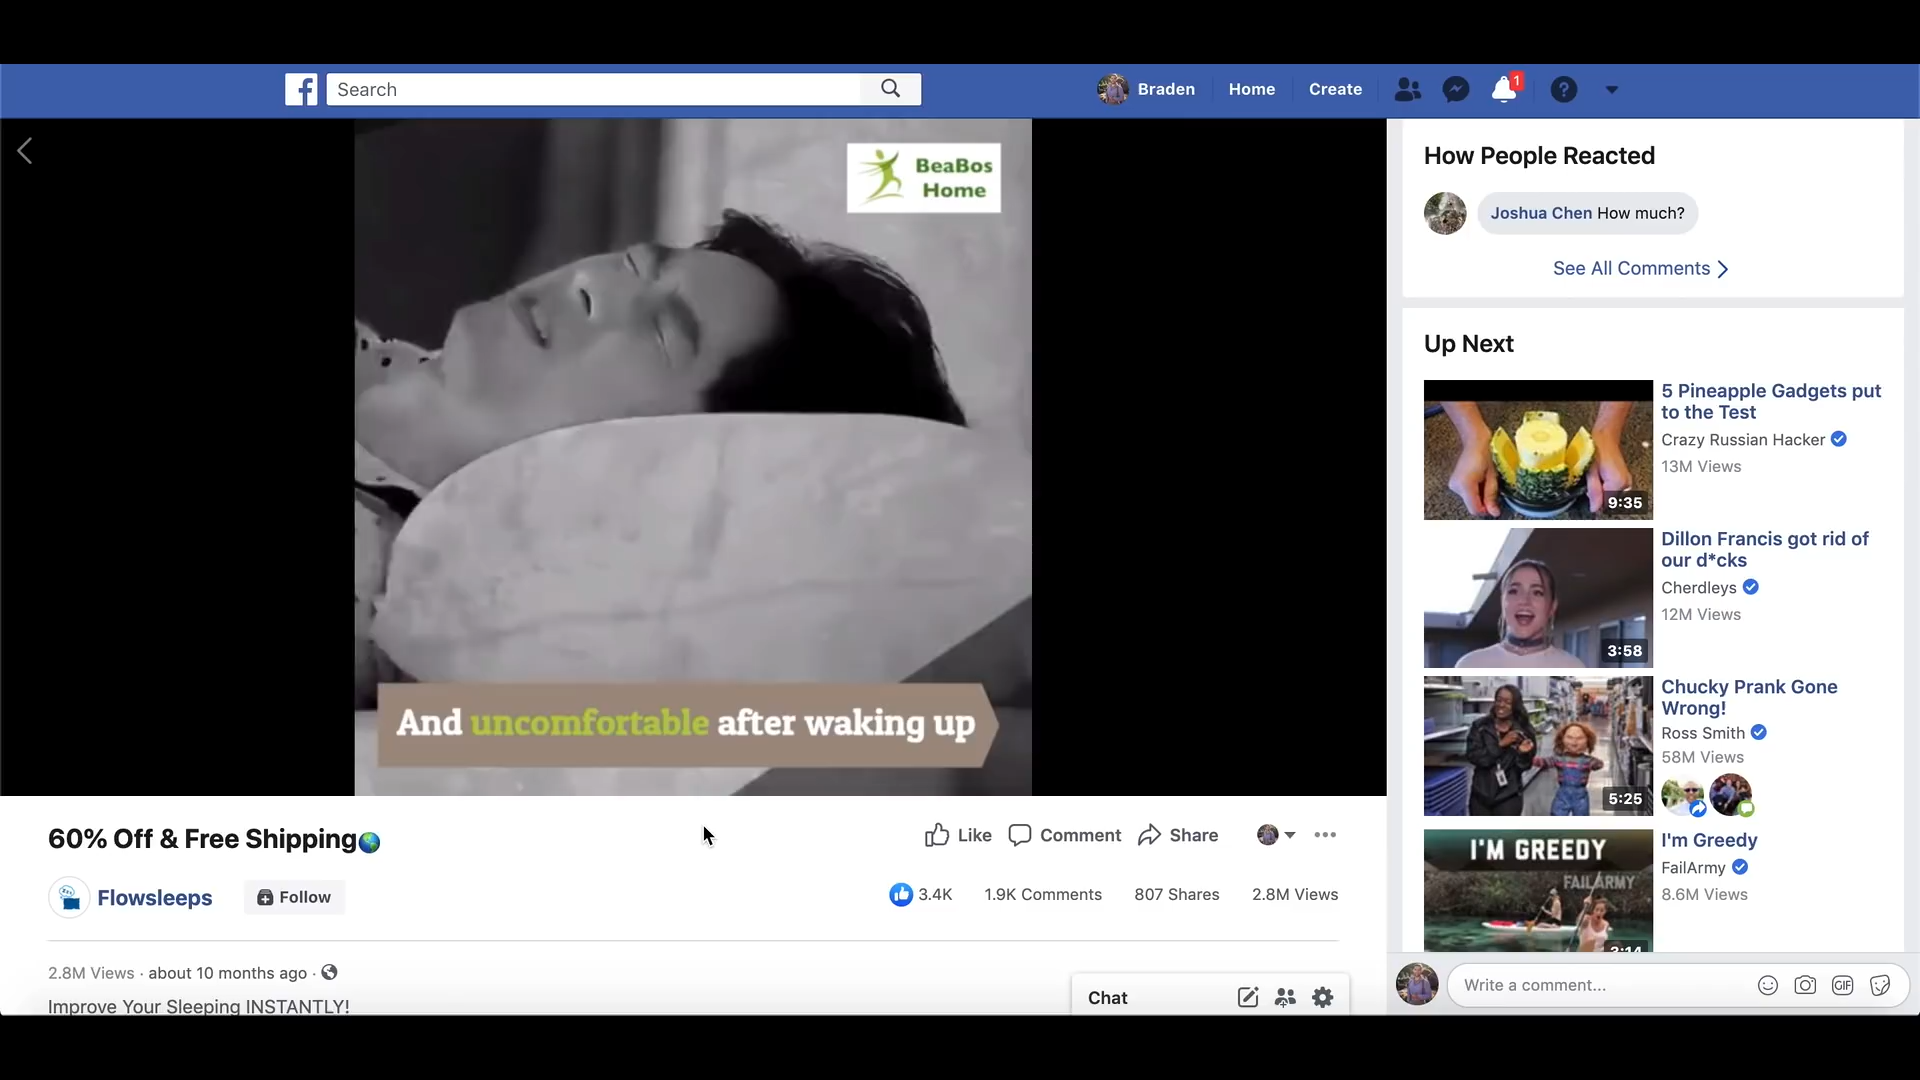 Search
Braden
Home
Create
1
BeaBos
Home
And uncomfortable after waking up
60% Off & Free Shipping
Like
Comment
Share
Flowsleeps
Follow
3.4K
1.9K Comments
807 Shares
2.8M Views
2.8M Views · about 10 months ago ·
Improve Your Sleeping INSTANTLY!
Chat
How People Reacted
Joshua Chen How much?
See All Comments
Up Next
9:35
5 Pineapple Gadgets put
to the Test
Crazy Russian Hacker
13M Views
3:58
Dillon Francis got rid of
our d*cks
Cherdleys
12M Views
5:25
Chucky Prank Gone
Wrong!
Ross Smith
58M Views
I'M GREEDY
FAILARMY
3:14
I'm Greedy
FailArmy
8.6M Views
Write a comment...
GIF